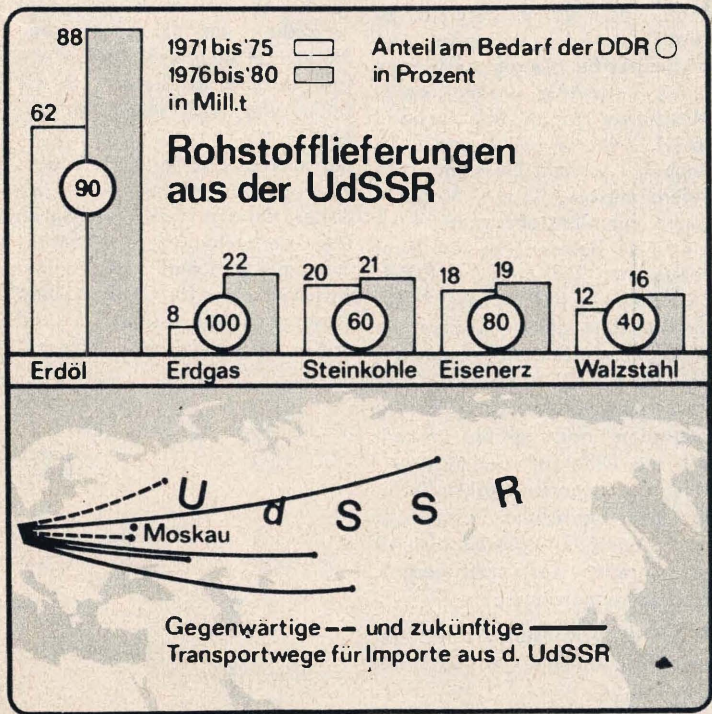 1971 bis '75
1976 bis '80
in Mill.t
Anteil am Bedarf der DDR
in Prozent
Rohstofflieferungen
aus der UdSSR
62 88
90
8 22
100
20 21
60
18 19
80
12 16
40
Erdöl Erdgas Steinkohle Eisenerz Walzstahl
U d S S R
Moskau
Gegenwärtige --- und zukünftige ———
Transportwege für Importe aus d. UdSSR